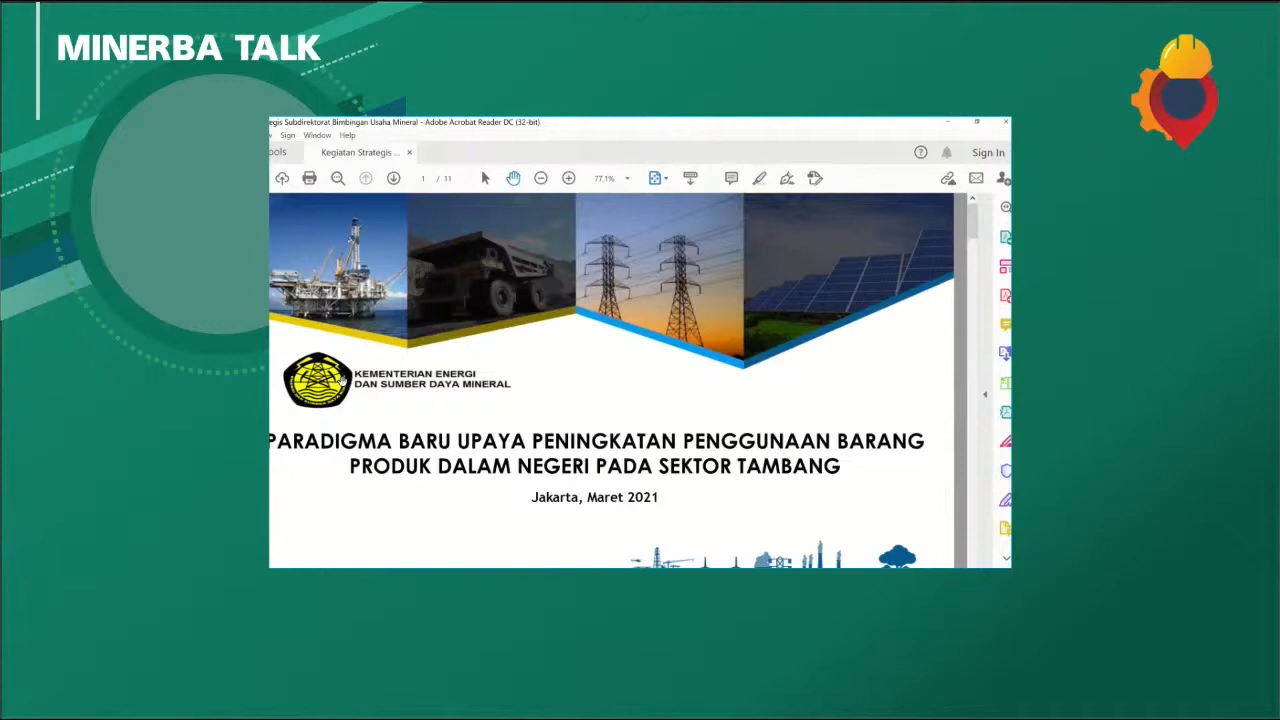 MINERBA TALK
egis Subdirektorat Bimbingan Usaha Mineral - Adobe Acrobat Reader DC (32-bit)
Sign Window Help
ools Kegiatan Strategis ... × Sign In
1 / 11 77,1%
KEMENTERIAN ENERGI
DAN SUMBER DAYA MINERAL
PARADIGMA BARU UPAYA PENINGKATAN PENGGUNAAN BARANG
PRODUK DALAM NEGERI PADA SEKTOR TAMBANG
Jakarta, Maret 2021